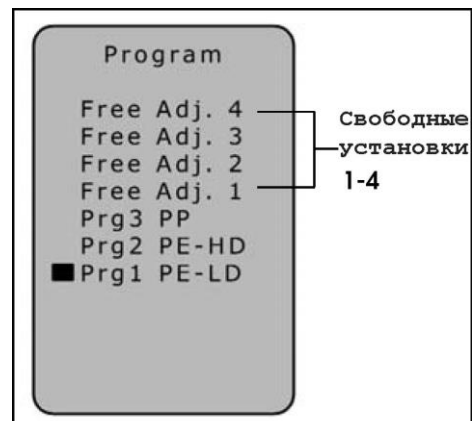 Program
Free Adj. 4
Free Adj. 3
Free Adj. 2
Free Adj. 1
Prg3 PP
Prg2 PE-HD
Prg1 PE-LD
Свободные
установки
1-4